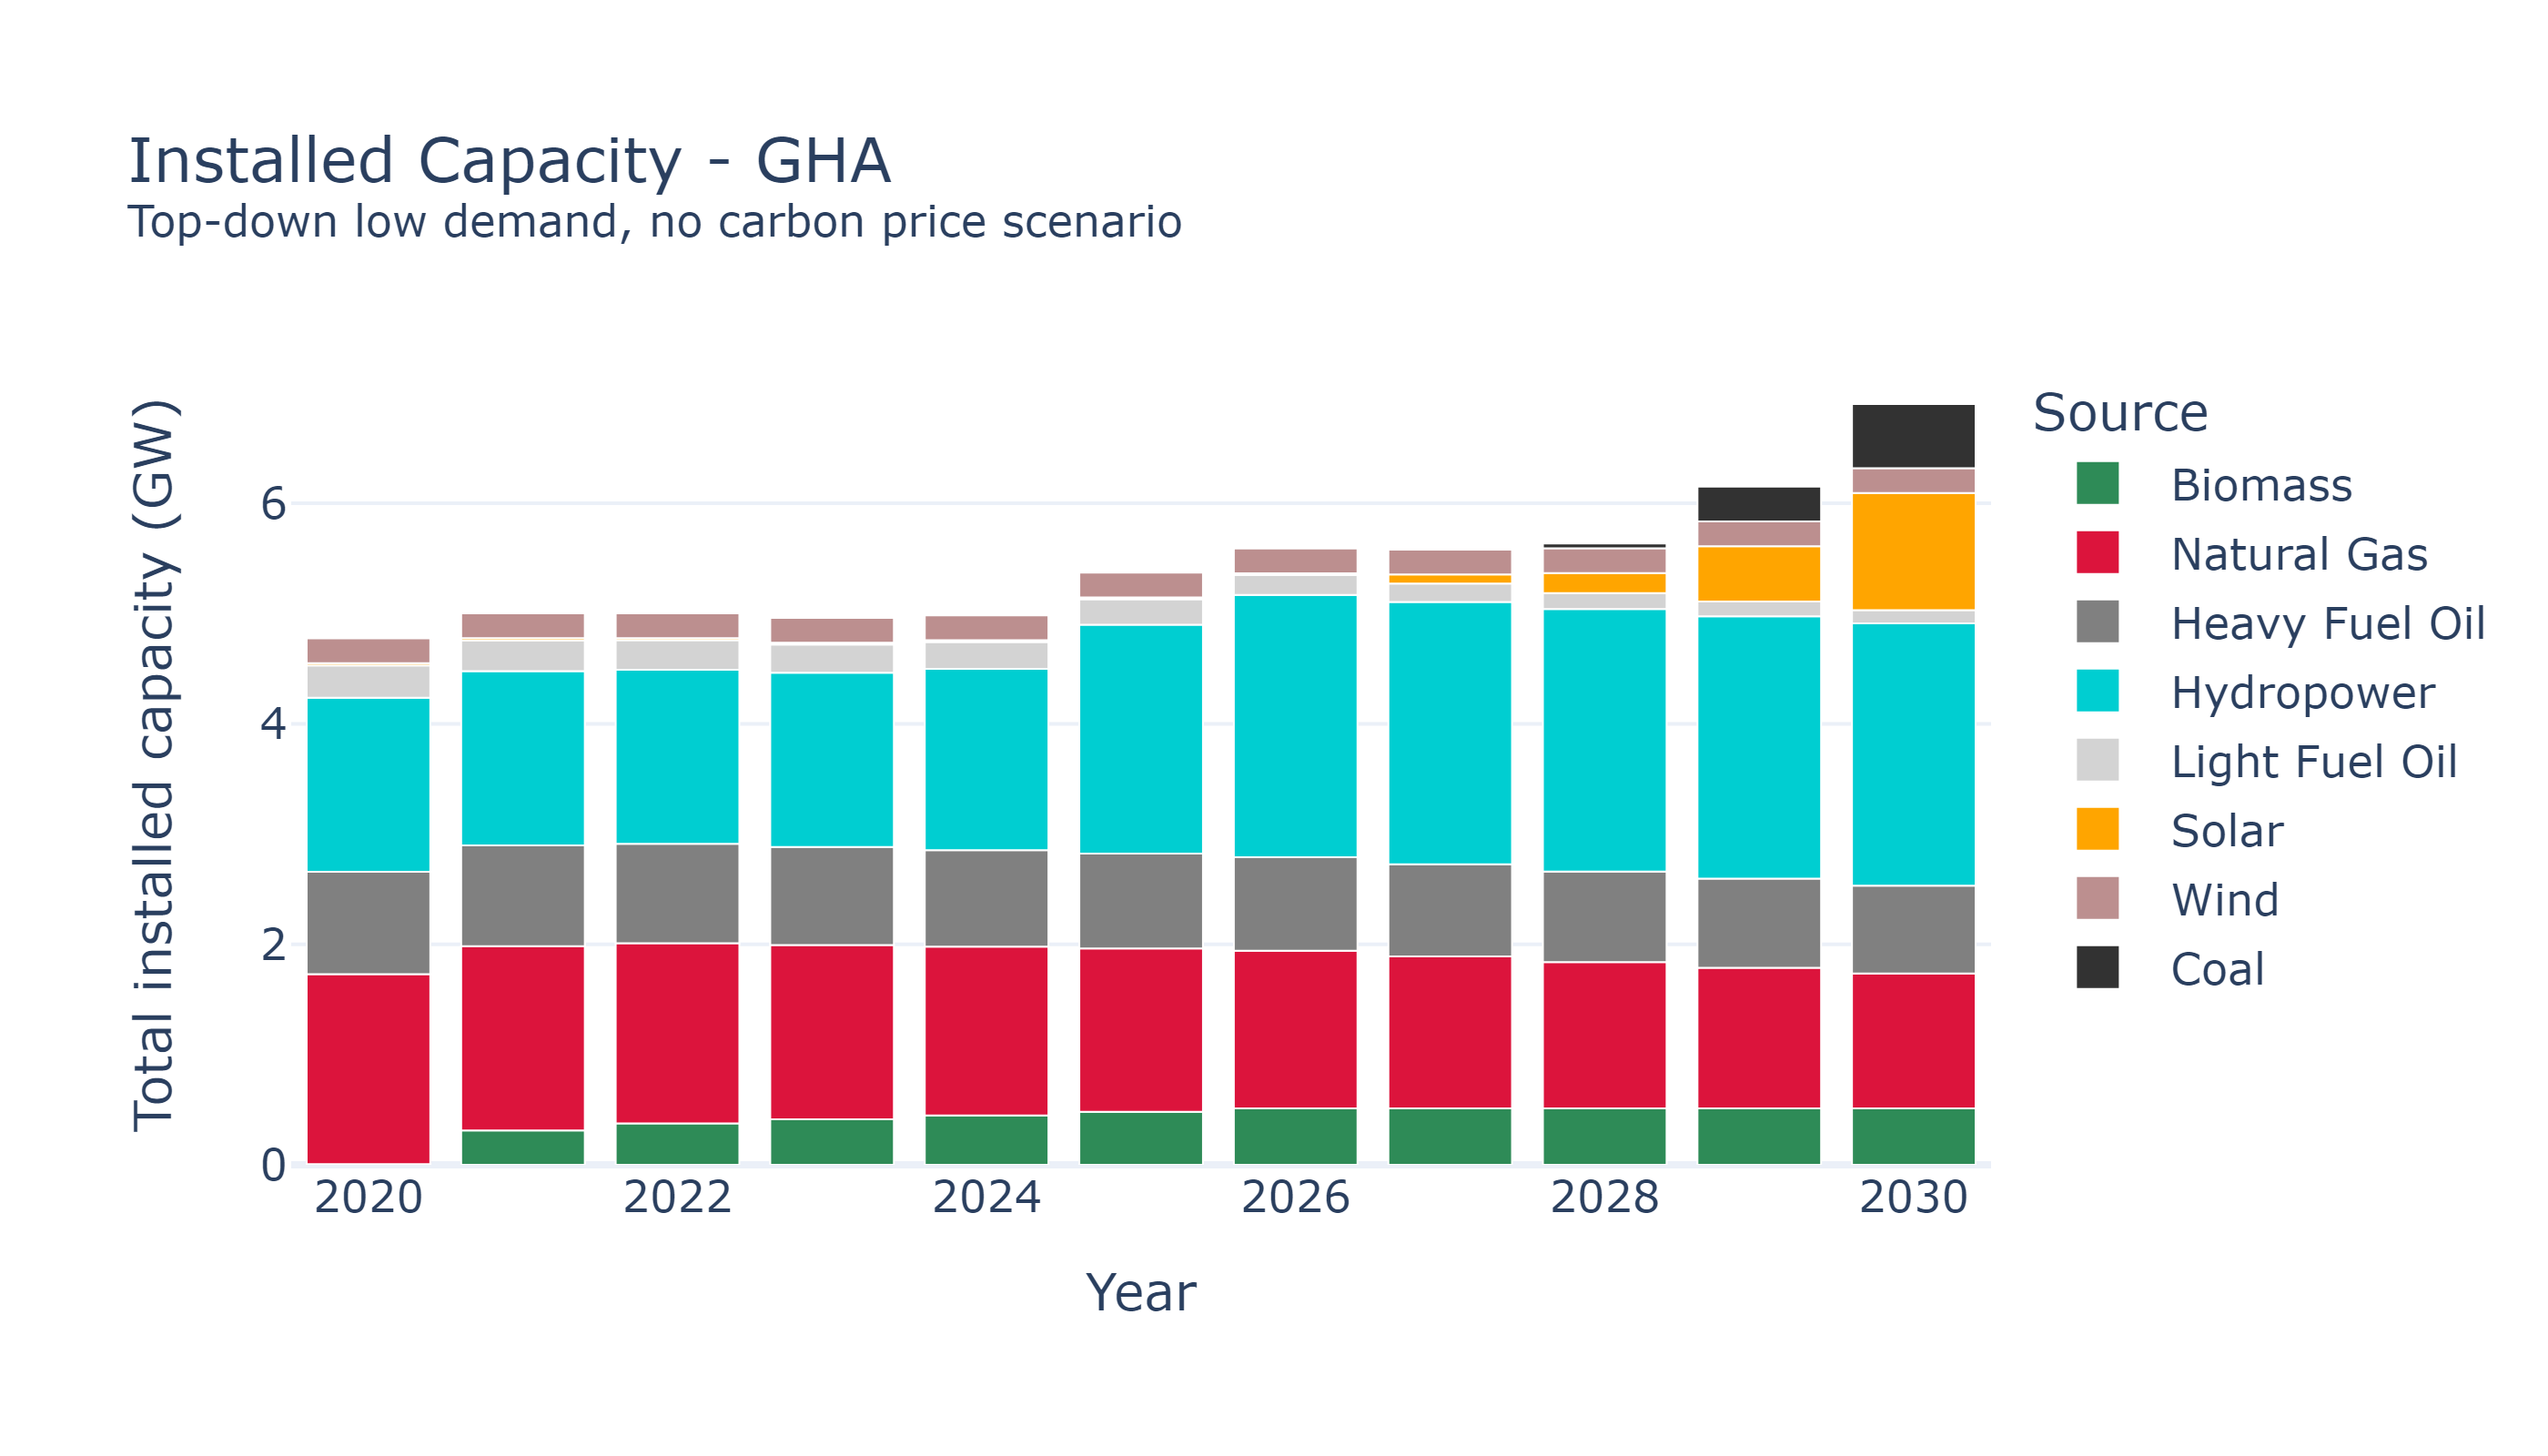 Installed Capacity - GHA
Top-down low demand, no carbon price scenario
Total installed capacity (GW)
6
4
2
0
2020
2022
2024
2026
2028
2030
Year
Source
Biomass
Natural Gas
Heavy Fuel Oil
Hydropower
Light Fuel Oil
Solar
Wind
Coal